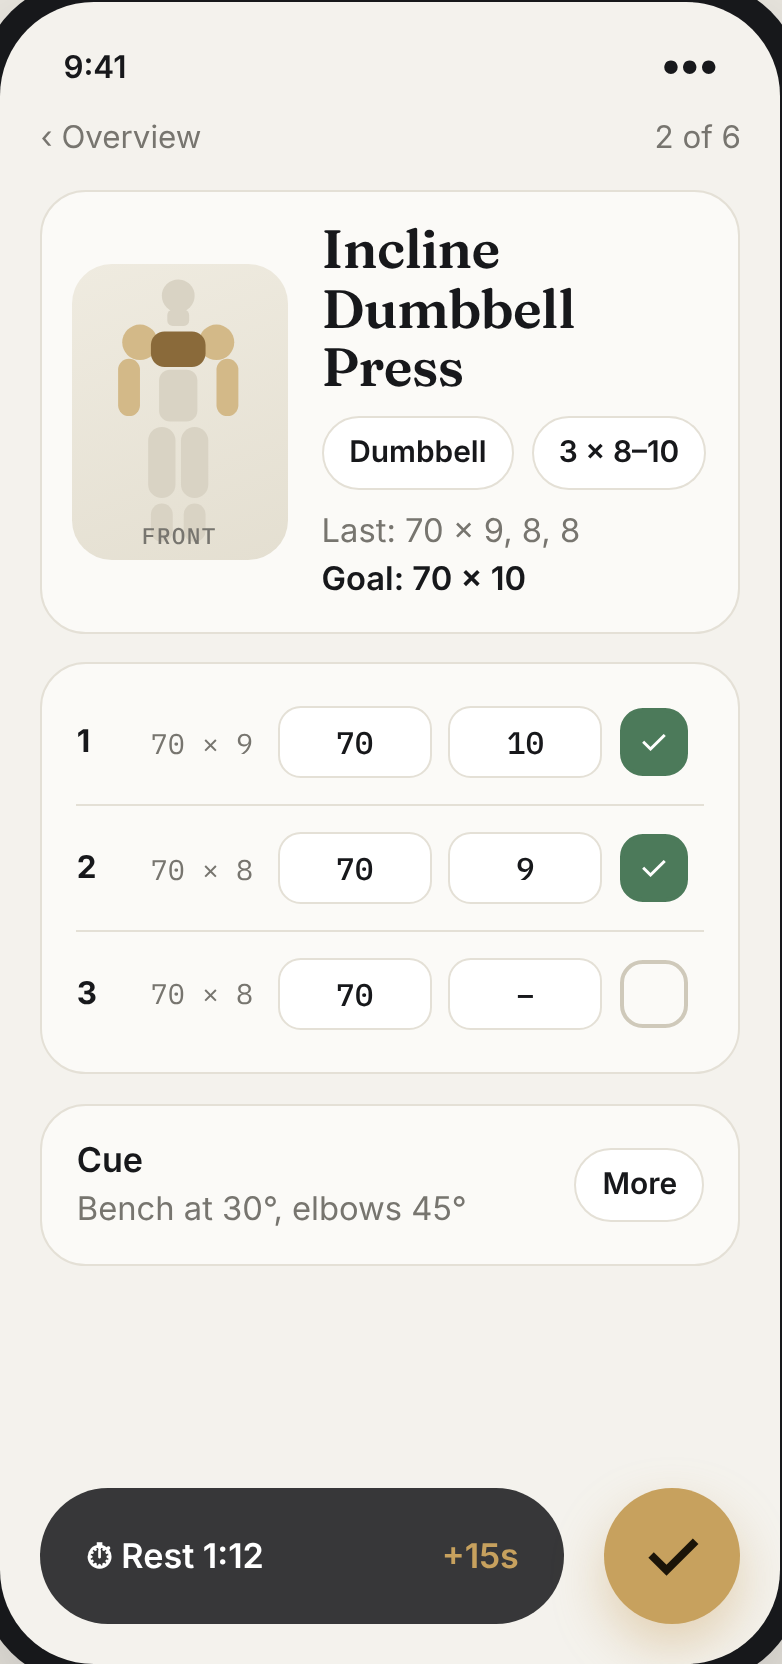 9:41
‹ Overview
2 of 6
Incline
Dumbbell
Press
Dumbbell
3 × 8–10
Last: 70 × 9, 8, 8
Goal: 70 × 10
FRONT
1 70 × 9 70 10
2 70 × 8 70 9
3 70 × 8 70 –
Cue
Bench at 30°, elbows 45°
More
⏱ Rest 1:12 +15s